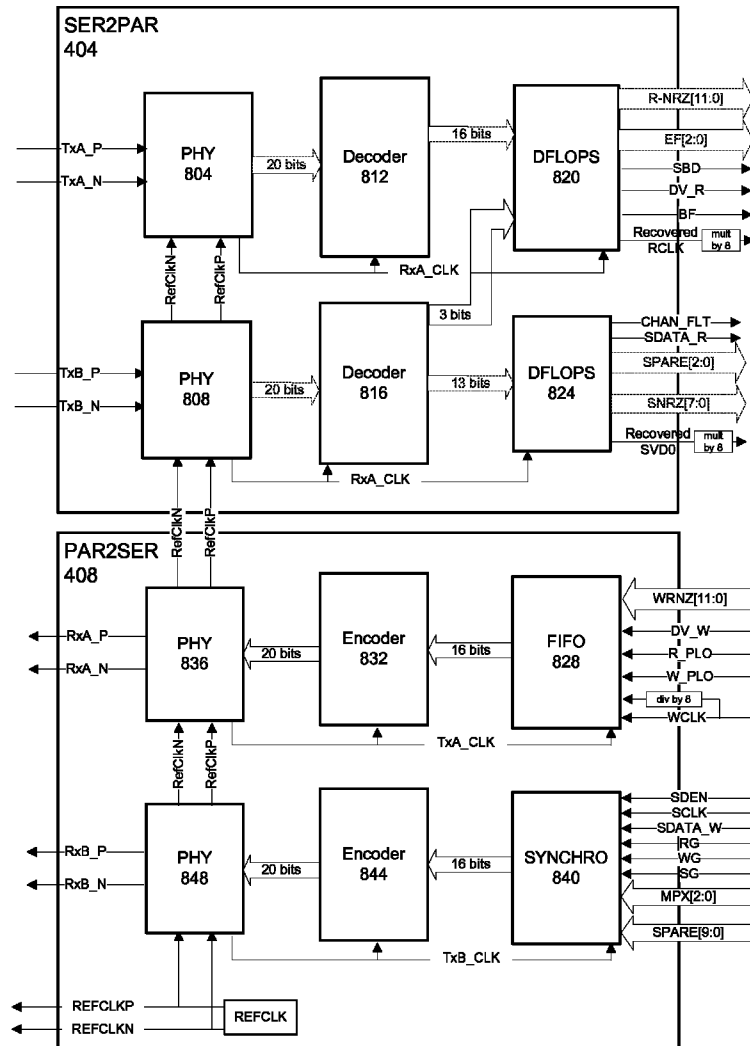 SER2PAR
404
TxA_P
TxA_N
PHY
804
20 bits
Decoder
812
16 bits
DFLOPS
820
R-NRZ[11:0]
EF[2:0]
SBD
DV_R
BF
Recovered
RCLK
mult
by 8
RefClkN
RefClkP
RxA_CLK
3 bits
TxB_P
TxB_N
PHY
808
20 bits
Decoder
816
13 bits
DFLOPS
824
CHAN_FLT
SDATA_R
SPARE[2:0]
SNRZ[7:0]
Recovered
SVD0
mult
by 8
RxA_CLK
RefClkN
RefClkP
PAR2SER
408
RxA_P
RxA_N
PHY
836
20 bits
Encoder
832
16 bits
FIFO
828
WRNZ[11:0]
DV_W
R_PLO
W_PLO
div by 8
WCLK
TxA_CLK
RefClkN
RefClkP
RxB_P
RxB_N
PHY
848
20 bits
Encoder
844
16 bits
SYNCHRO
840
SDEN
SCLK
SDATA_W
RG
WG
SG
MPX[2:0]
SPARE[9:0]
TxB_CLK
REFCLKP
REFCLKN
REFCLK